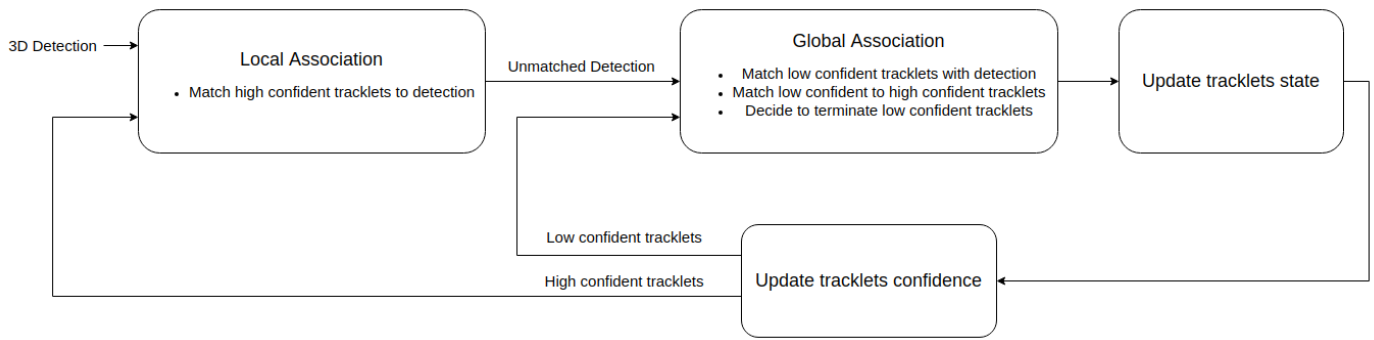 3D Detection
Local Association
• Match high confident tracklets to detection
Unmatched Detection
Global Association
• Match low confident tracklets with detection
• Match low confident to high confident tracklets
• Decide to terminate low confident tracklets
Update tracklets state
Low confident tracklets
High confident tracklets
Update tracklets confidence